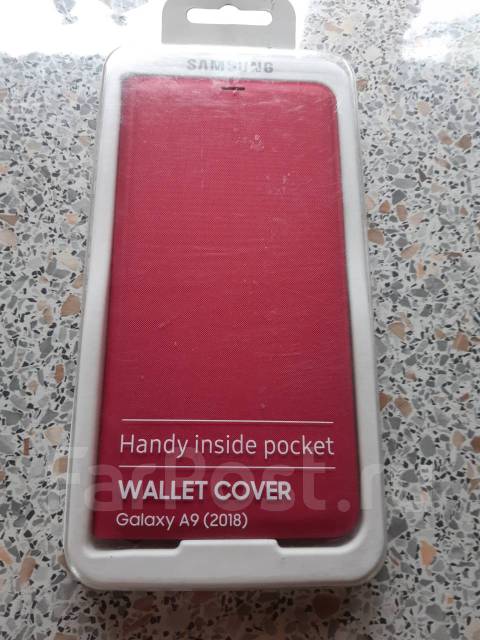 SAMSUNG
Handy inside pocket
WALLET COVER
Galaxy A9 (2018)
FarPost.ru